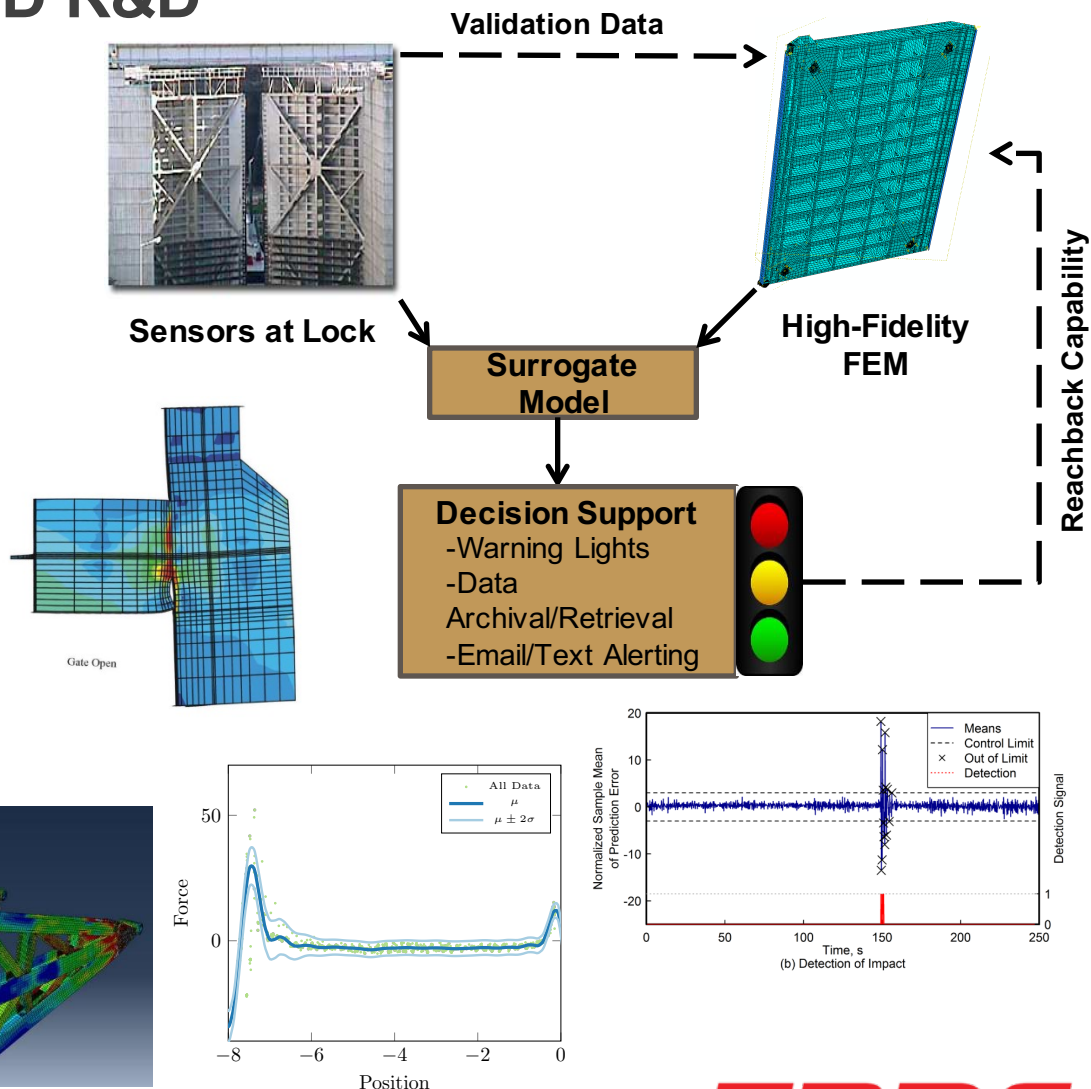 D R&D
Validation Data
Sensors at Lock
High-Fidelity
FEM
Reachback Capability
Surrogate
Model
Decision Support
-Warning Lights
-Data
Archival/Retrieval
-Email/Text Alerting
Gate Open
All Data
μ
μ ± 2σ
50
0
Force
−8
−6
−4
−2
0
Position
Means
Control Limit
Out of Limit
Detection
20
10
0
-10
-20
Normalized Sample Mean
of Prediction Error
1
0
Detection Signal
0
50
100
150
200
250
Time, s
(b) Detection of Impact